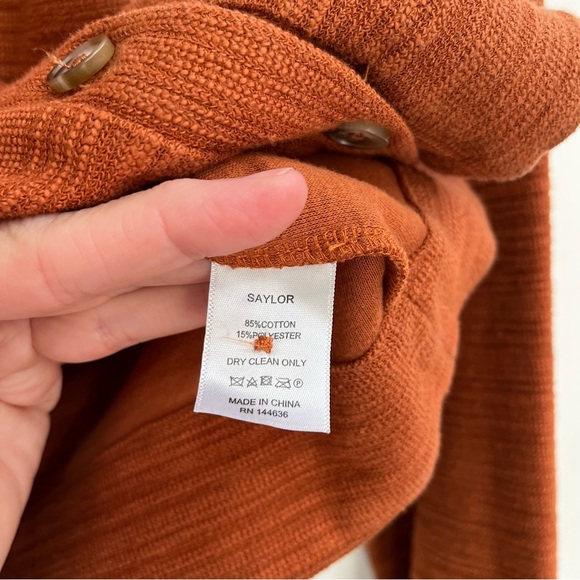 SAYLOR
85%COTTON
15%POLYESTER
DRY CLEAN ONLY
MADE IN CHINA
RN 144636